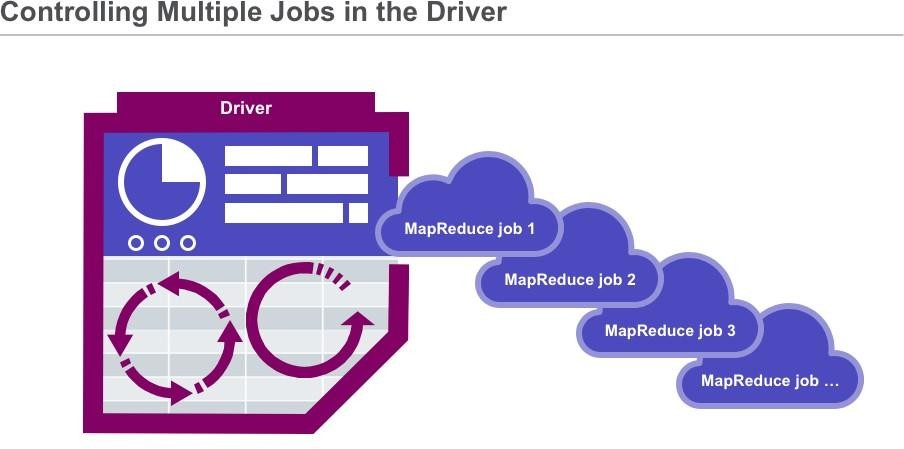 Controlling Multiple Jobs in the Driver
Driver
MapReduce job 1
MapReduce job 2
MapReduce job 3
MapReduce job …